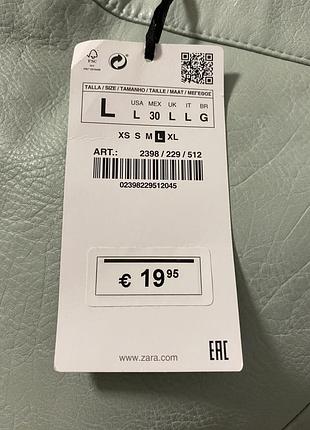 FSC
TALLA / SIZE / TAMANHO / TAILLE / MAAT / ΜΕΓΕΘΟΣ
USA MEX UK IT BR
L L 30 L L G
XS S M L XL
ART.: 2398 / 229 / 512
02398229512045
€ 19 95
www.zara.com
EAC